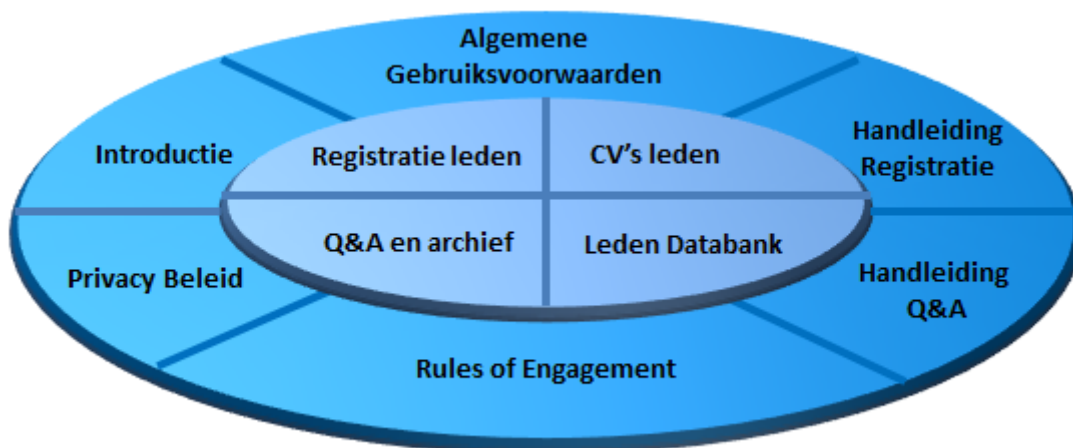 Algemene
Gebruiksvoorwaarden
Introductie
Registratie leden
CV's leden
Handleiding
Registratie
Privacy Beleid
Q&A en archief
Leden Databank
Handleiding
Q&A
Rules of Engagement